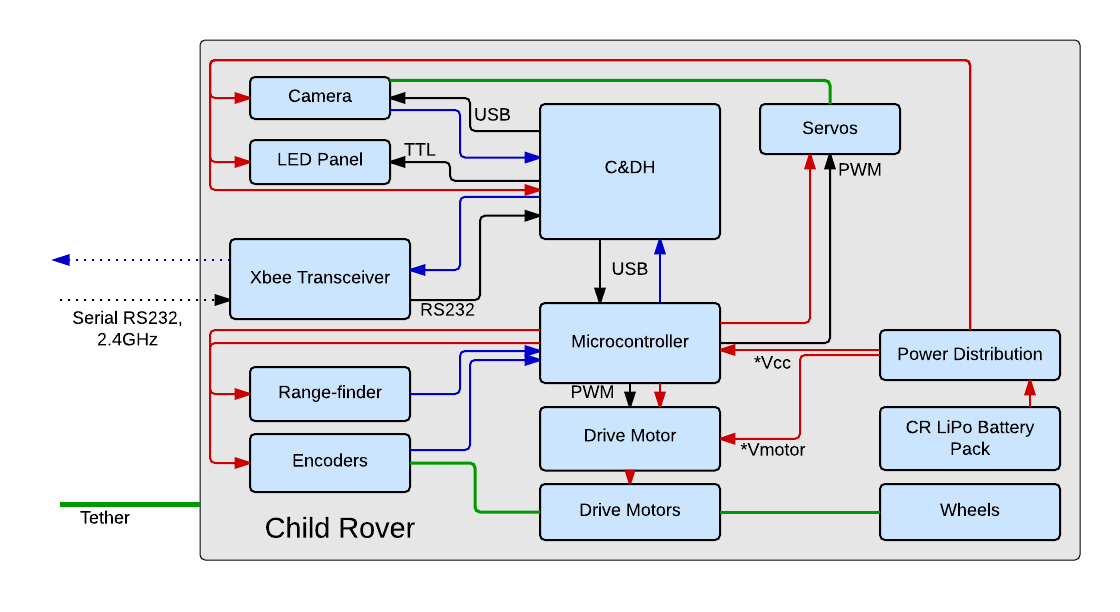 Camera
USB
Servos
TTL
LED Panel
C&DH
PWM
Xbee Transceiver
USB
RS232
Serial RS232,
2.4GHz
Microcontroller
Power Distribution
*Vcc
Range-finder
PWM
CR LiPo Battery
Pack
Drive Motor
*Vmotor
Encoders
Drive Motors
Wheels
Tether
Child Rover